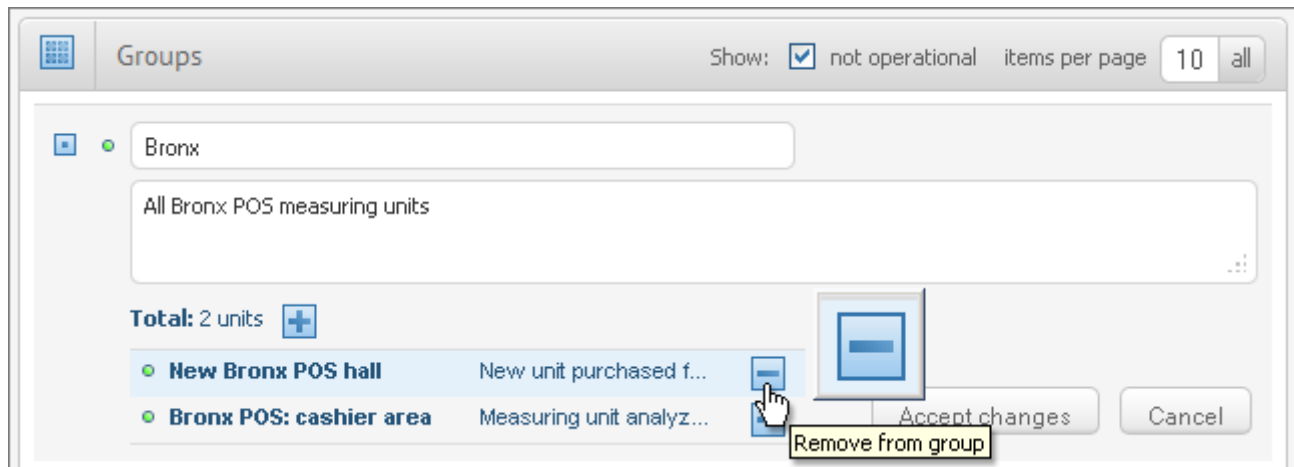 Groups Show: not operational items per page 10 all
Bronx
All Bronx POS measuring units
Total: 2 units
New Bronx POS hall New unit purchased f...
Bronx POS: cashier area Measuring unit analyz... Accept changes Cancel
Remove from group